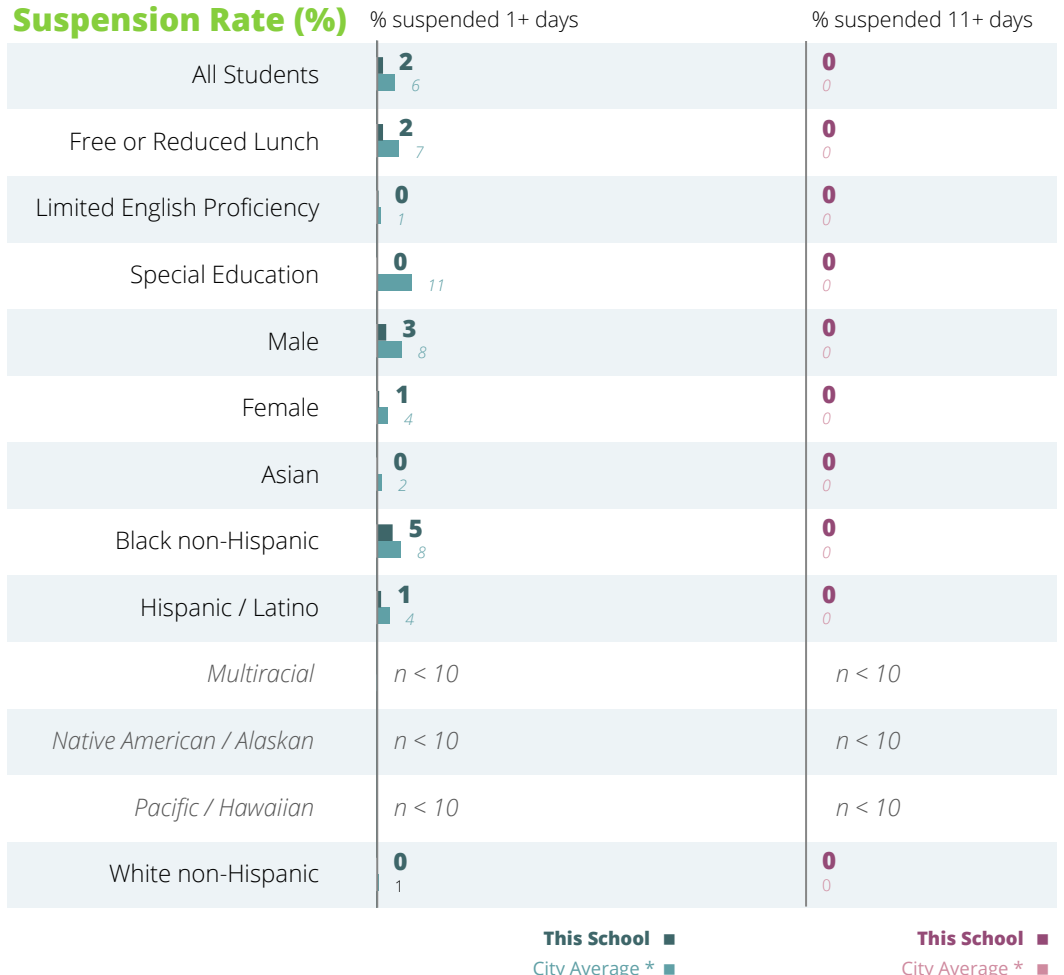 Suspension Rate (%) % suspended 1+ days % suspended 11+ days
All Students 2 0
6 0
Free or Reduced Lunch 2 0
7 0
Limited English Proficiency 0 0
1 0
Special Education 0 0
11 0
Male 3 0
8 0
Female 1 0
4 0
Asian 0 0
2 0
Black non-Hispanic 5 0
8 0
Hispanic / Latino 1 0
4 0
Multiracial n < 10 n < 10
Native American / Alaskan n < 10 n < 10
Pacific / Hawaiian n < 10 n < 10
White non-Hispanic 0 0
1 0
This School This School
City Average * City Average *